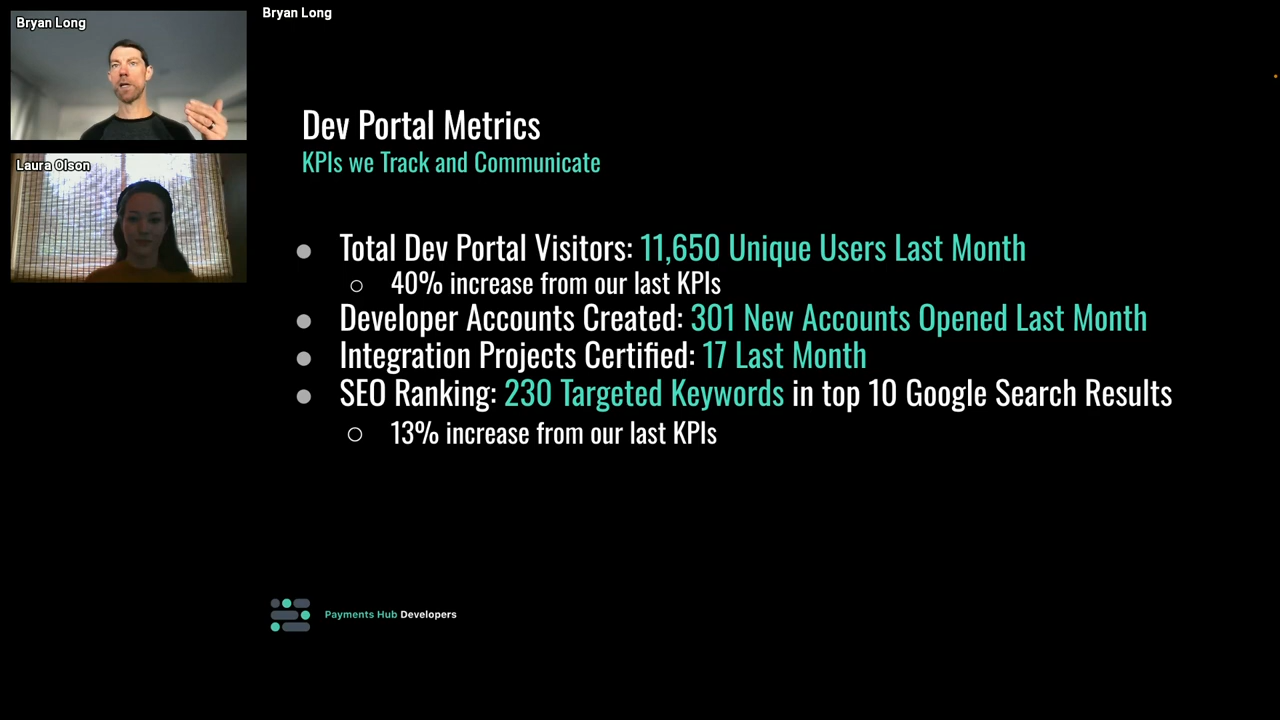 Bryan Long
Bryan Long
Laura Olson
Dev Portal Metrics
KPIs we Track and Communicate
Total Dev Portal Visitors: 11,650 Unique Users Last Month
40% increase from our last KPIs
Developer Accounts Created: 301 New Accounts Opened Last Month
Integration Projects Certified: 17 Last Month
SEO Ranking: 230 Targeted Keywords in top 10 Google Search Results
13% increase from our last KPIs
Payments Hub Developers